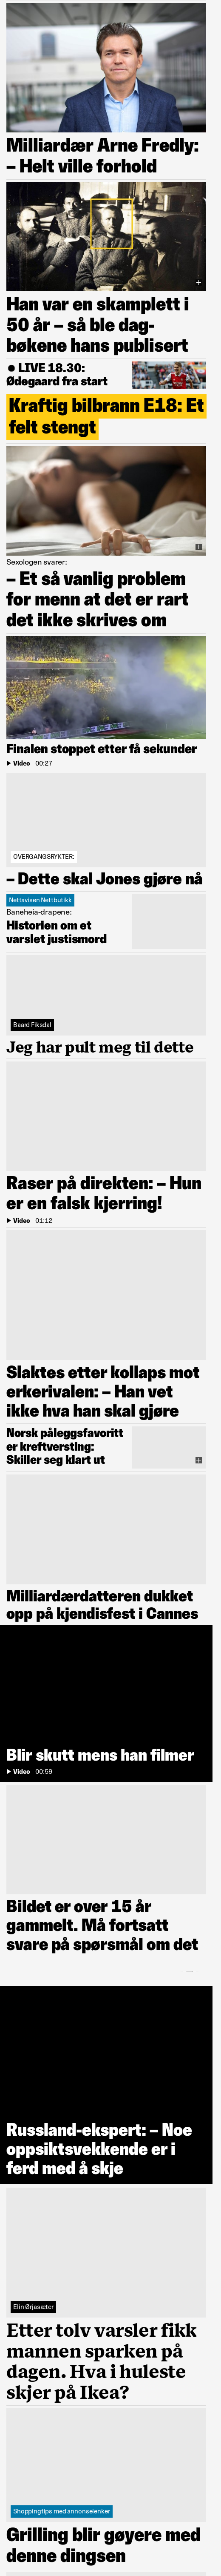 Milliardær Arne Fredly:
– Helt ville forhold
Han var en skamplett i
50 år – så ble dag-
bøkene hans publisert
LIVE 18.30:
Ødegaard fra start
Kraftig bilbrann E18: Et
felt stengt
Sexologen svarer:
– Et så vanlig problem
for menn at det er rart
det ikke skrives om
Finalen stoppet etter få sekunder
Video | 00:27
OVERGANGSRYKTER:
– Dette skal Jones gjøre nå
Nettavisen Nettbutikk
Baneheia-drapene:
Historien om et
varslet justismord
Baard Fiksdal
Jeg har pult meg til dette
Raser på direkten: – Hun
er en falsk kjerring!
Video | 01:12
Slaktes etter kollaps mot
erkerivalen: – Han vet
ikke hva han skal gjøre
Norsk påleggsfavoritt
er kreftversting:
Skiller seg klart ut
Milliardærdatteren dukket
opp på kjendisfest i Cannes
Blir skutt mens han filmer
Video | 00:59
Bildet er over 15 år
gammelt. Må fortsatt
svare på spørsmål om det
Russland-ekspert: – Noe
oppsiktsvekkende er i
ferd med å skje
Elin Ørjasæter
Etter tolv varsler fikk
mannen sparken på
dagen. Hva i huleste
skjer på Ikea?
Shoppingtips med annonselenker
Grilling blir gøyere med
denne dingsen